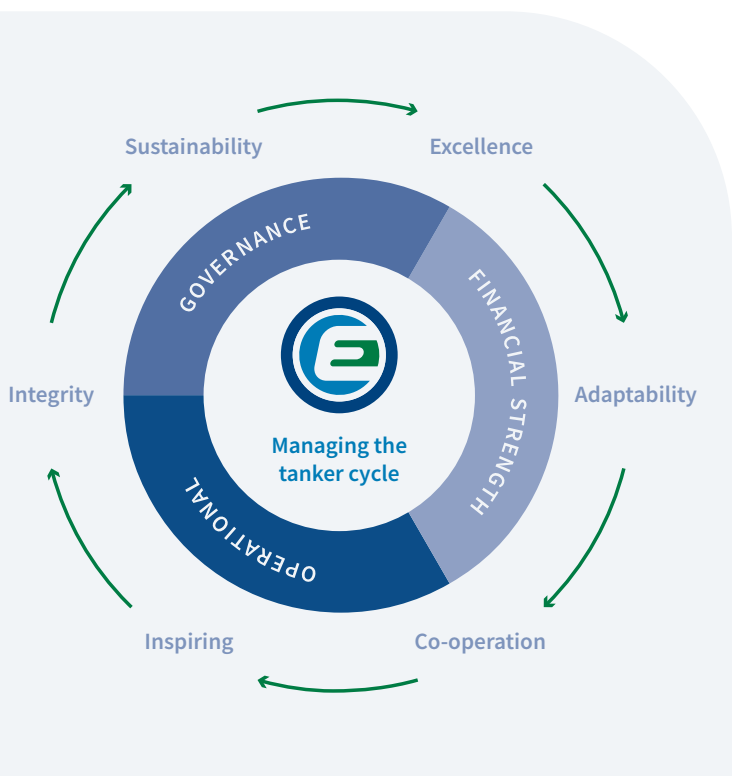 Sustainability
Excellence
GOVERNANCE
FINANCIAL STRENGTH
Integrity
Adaptability
Managing the
tanker cycle
OPERATIONAL
Inspiring
Co-operation